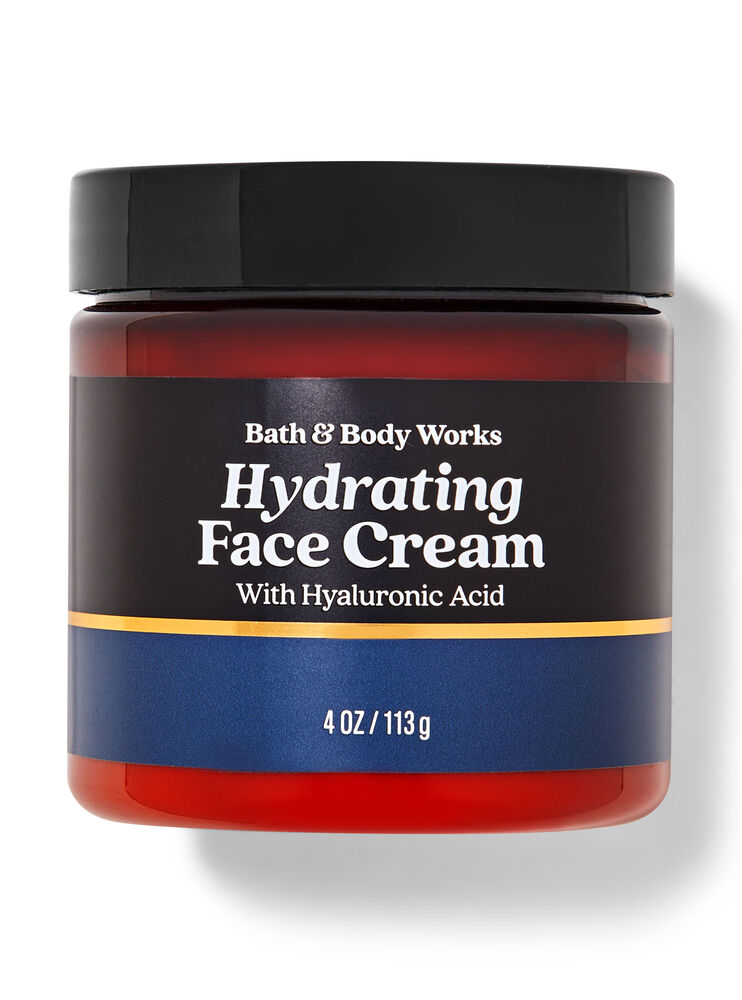 Bath & Body Works
Hydrating
Face Cream
With Hyaluronic Acid
4 OZ / 113 g